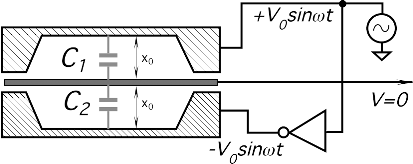 +V₀sinωt
C₁
x₀
C₂
x₀
V=0
-V₀sinωt